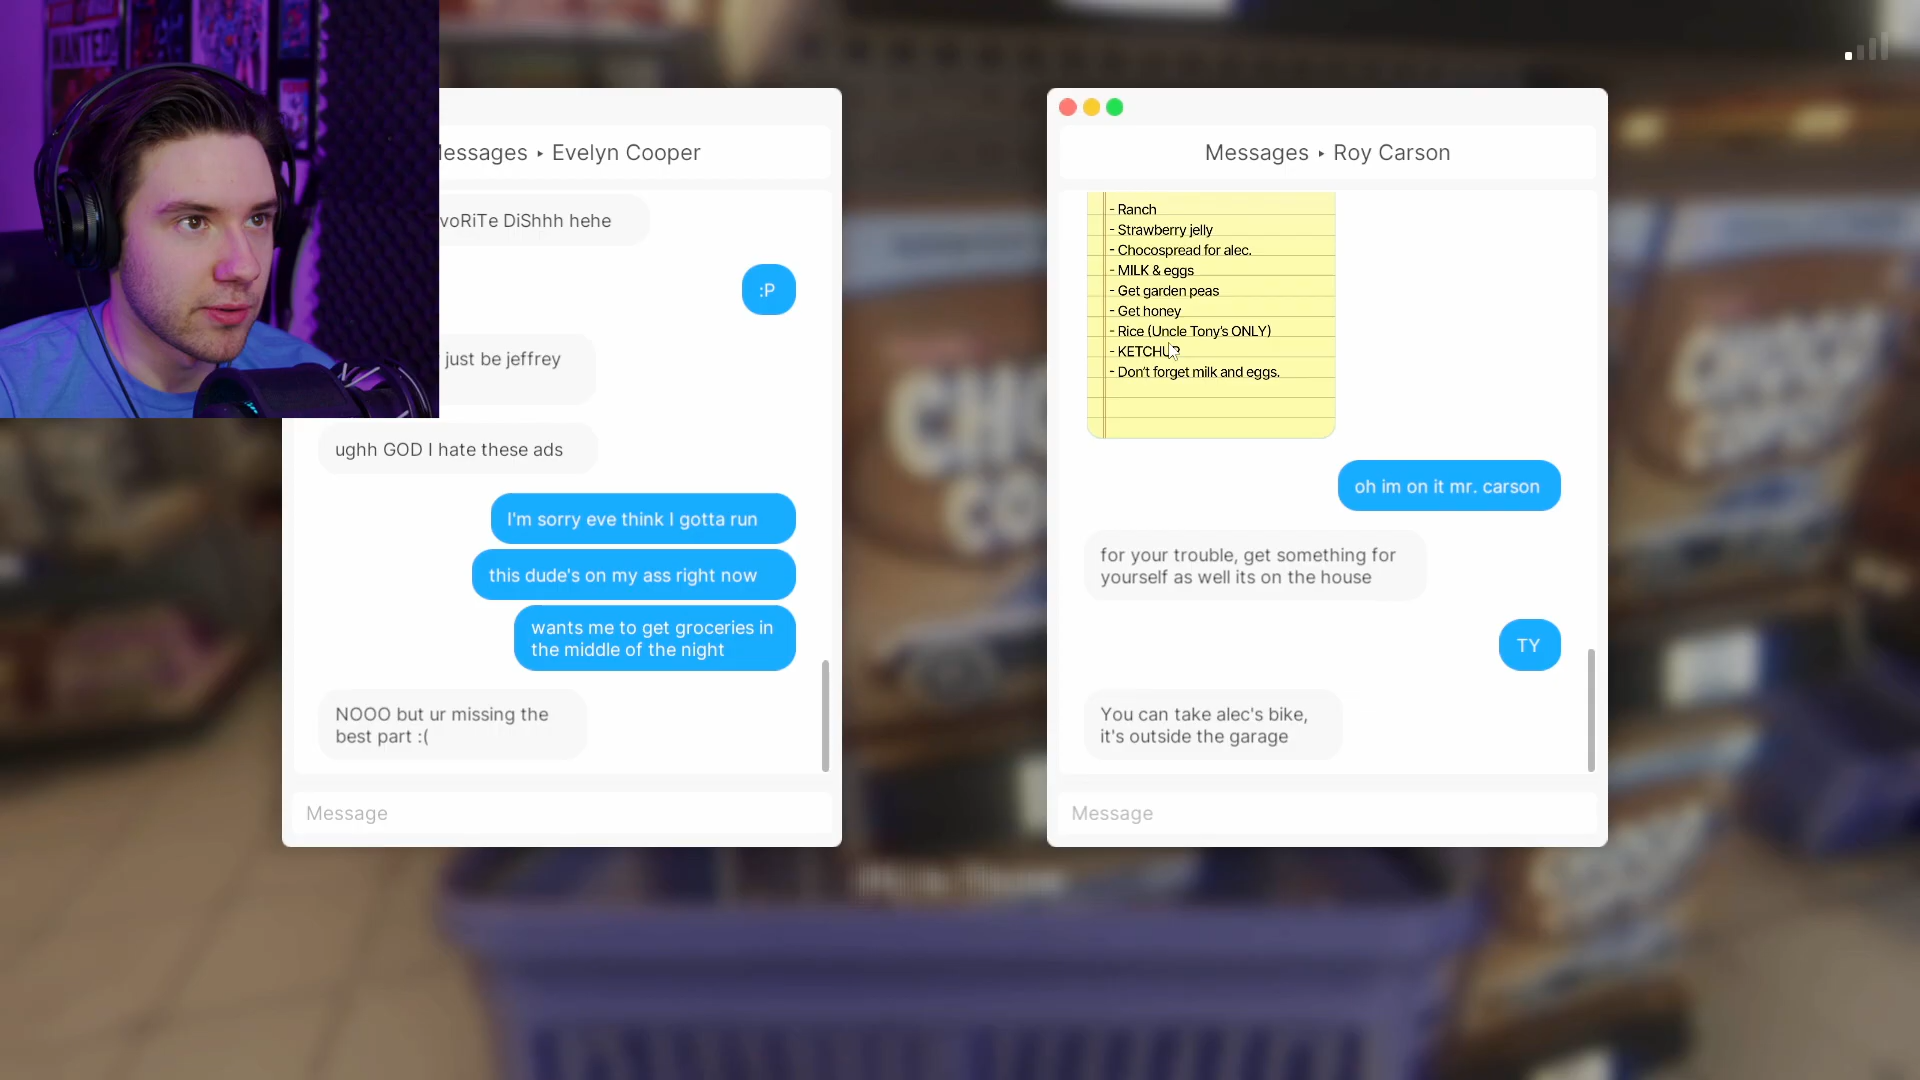 WANTED
essages ▸ Evelyn Cooper
voRiTe DiShhh hehe
:P
just be jeffrey
ughh GOD I hate these ads
I'm sorry eve think I gotta run
this dude's on my ass right now
wants me to get groceries in
the middle of the night
NOOO but ur missing the
best part :(
Message
Messages ▸ Roy Carson
- Ranch
- Strawberry jelly
- Chocospread for alec.
- MILK & eggs
- Get garden peas
- Get honey
- Rice (Uncle Tony's ONLY)
- KETCHUP
- Don't forget milk and eggs.
oh im on it mr. carson
for your trouble, get something for
yourself as well its on the house
TY
You can take alec's bike,
it's outside the garage
Message